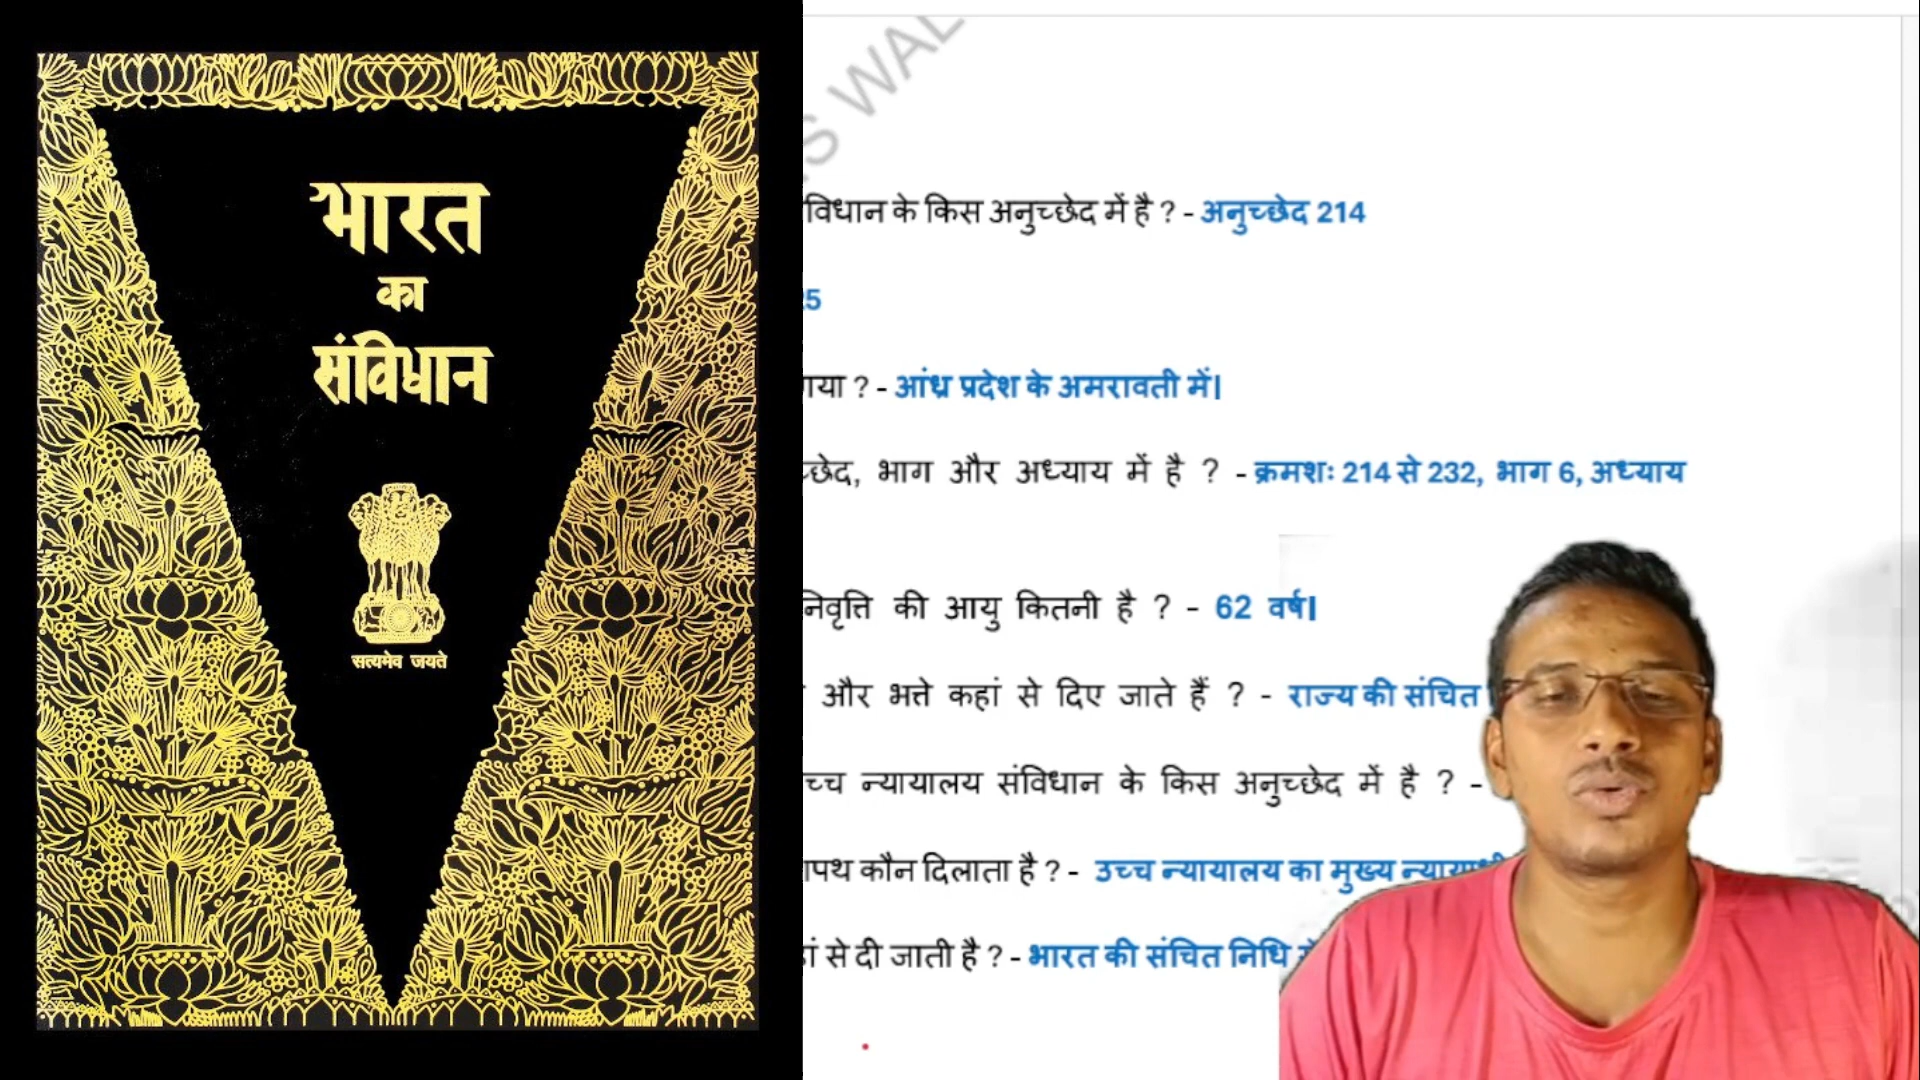 भारत
का
संविधान
सत्यमेव जयते
S WAL
विधान के किस अनुच्छेद में है ? - अनुच्छेद 214
5
? - आंध्र प्रदेश के अमरावती में।
भाग और अध्याय में है ? - क्रमशः 214 से 232, भाग 6, अध्याय
की आयु कितनी है ? - 62 वर्ष।
और भत्ते कहां से दिए जाते हैं ? - राज्य की संचित
न्यायालय संविधान के किस अनुच्छेद में है ? -
कौन दिलाता है ? - उच्च न्यायालय का मुख्य
से दी जाती है ? - भारत की संचित निधि